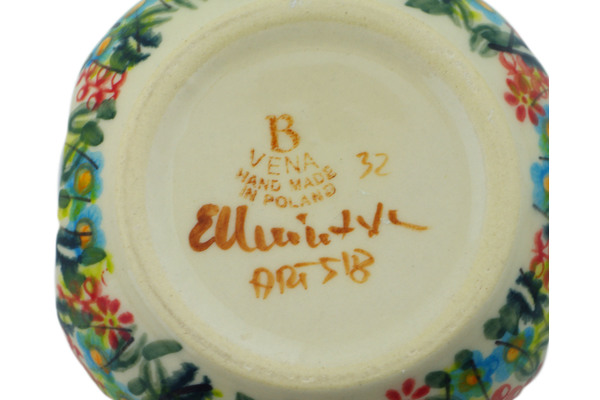 B
VENA
HAND MADE
IN POLAND
32
ART 518